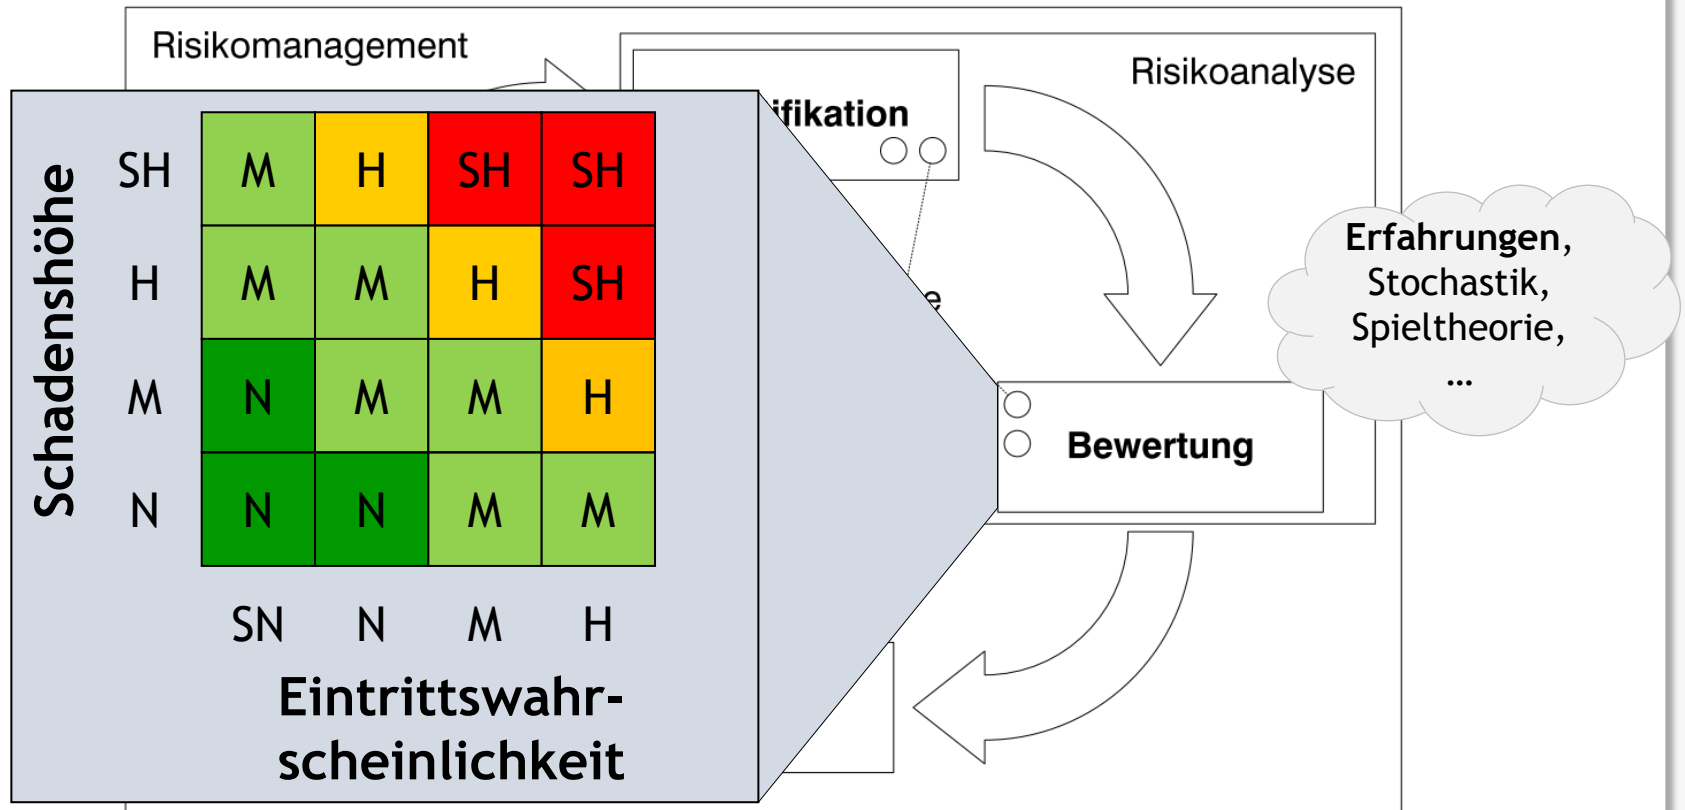 Risikomanagement
Risikoanalyse
ifikation
Schadenshöhe
SH M H SH SH
H M M H SH
M N M M H
N N N M M
SN N M H
Eintrittswahr-
scheinlichkeit
e
Bewertung
Erfahrungen,
Stochastik,
Spieltheorie,
...